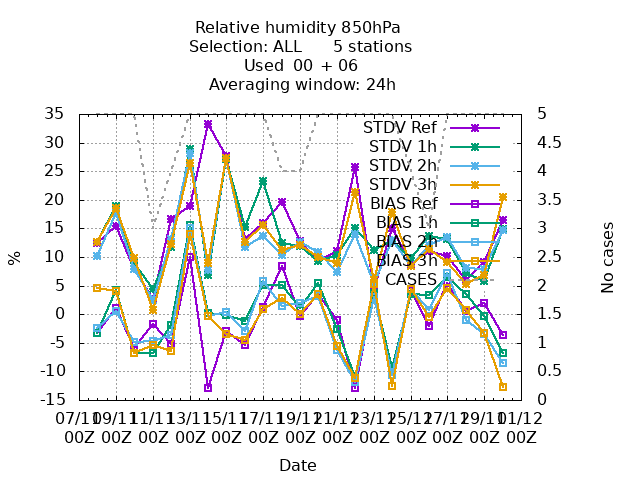 Relative humidity 850hPa
Selection: ALL 5 stations
Used 00 + 06
Averaging window: 24h
35
30
25
20
15
10
5
0
-5
-10
-15
%
5
4.5
4
3.5
3
2.5
2
1.5
1
0.5
0
No cases
STDV Ref
STDV 1h
STDV 2h
STDV 3h
BIAS Ref
BIAS 1h
BIAS 2h
BIAS 3h
CASES
07/11 09/11 11/11 13/11 15/11 17/11 19/11 21/11 23/11 25/11 27/11 29/11 01/12
00Z 00Z 00Z 00Z 00Z 00Z 00Z 00Z 00Z 00Z 00Z 00Z 00Z
Date